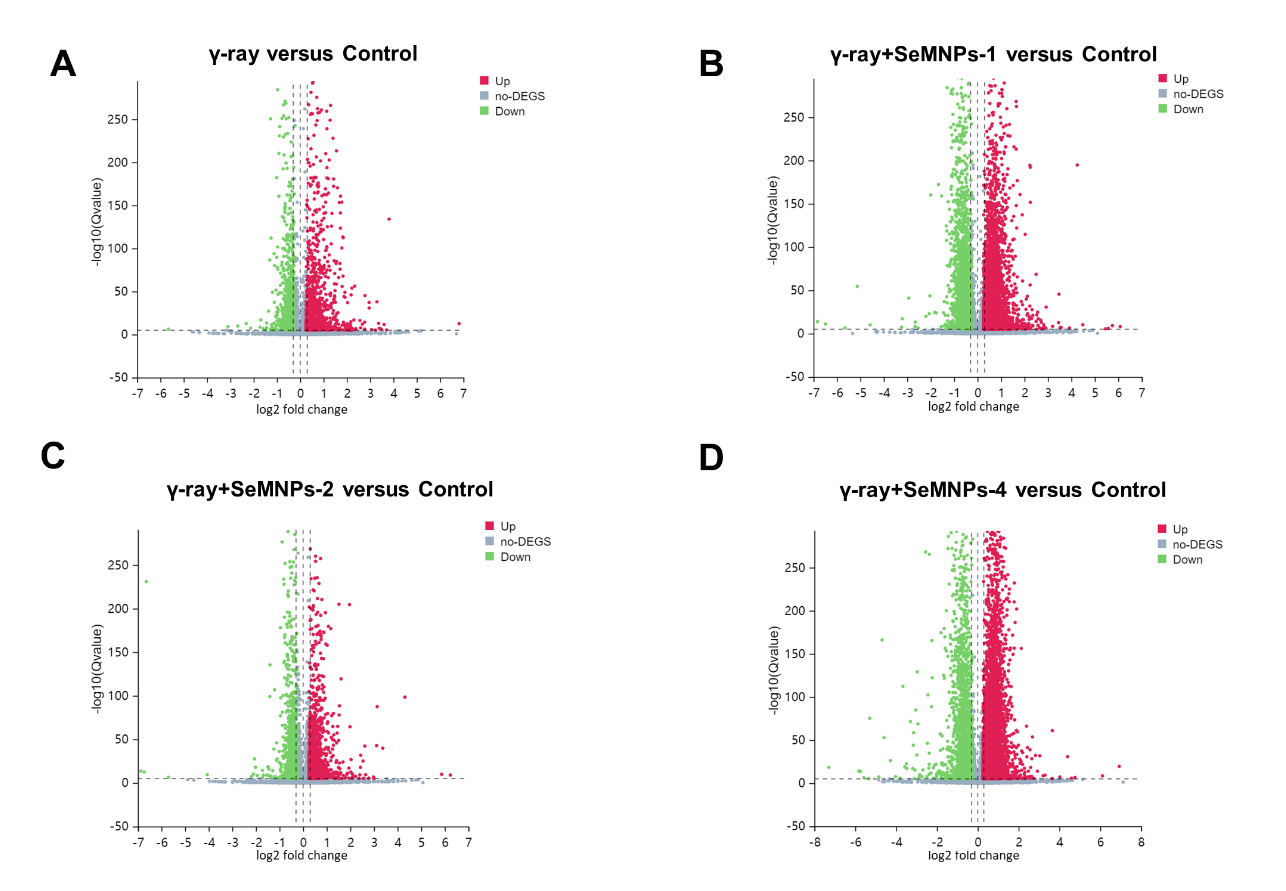 A
γ-ray versus Control
Up
no-DEGS
Down
-log10(Qvalue)
250
200
150
100
50
0
-50
-7 -6 -5 -4 -3 -2 -1 0 1 2 3 4 5 6 7
log2 fold change
B
γ-ray+SeMNPs-1 versus Control
Up
no-DEGS
Down
-log10(Qvalue)
250
200
150
100
50
0
-50
-7 -6 -5 -4 -3 -2 -1 0 1 2 3 4 5 6 7
log2 fold change
C
γ-ray+SeMNPs-2 versus Control
Up
no-DEGS
Down
-log10(Qvalue)
250
200
150
100
50
0
-50
-7 -6 -5 -4 -3 -2 -1 0 1 2 3 4 5 6 7
log2 fold change
D
γ-ray+SeMNPs-4 versus Control
Up
no-DEGS
Down
-log10(Qvalue)
250
200
150
100
50
0
-50
-8 -6 -4 -2 0 2 4 6 8
log2 fold change